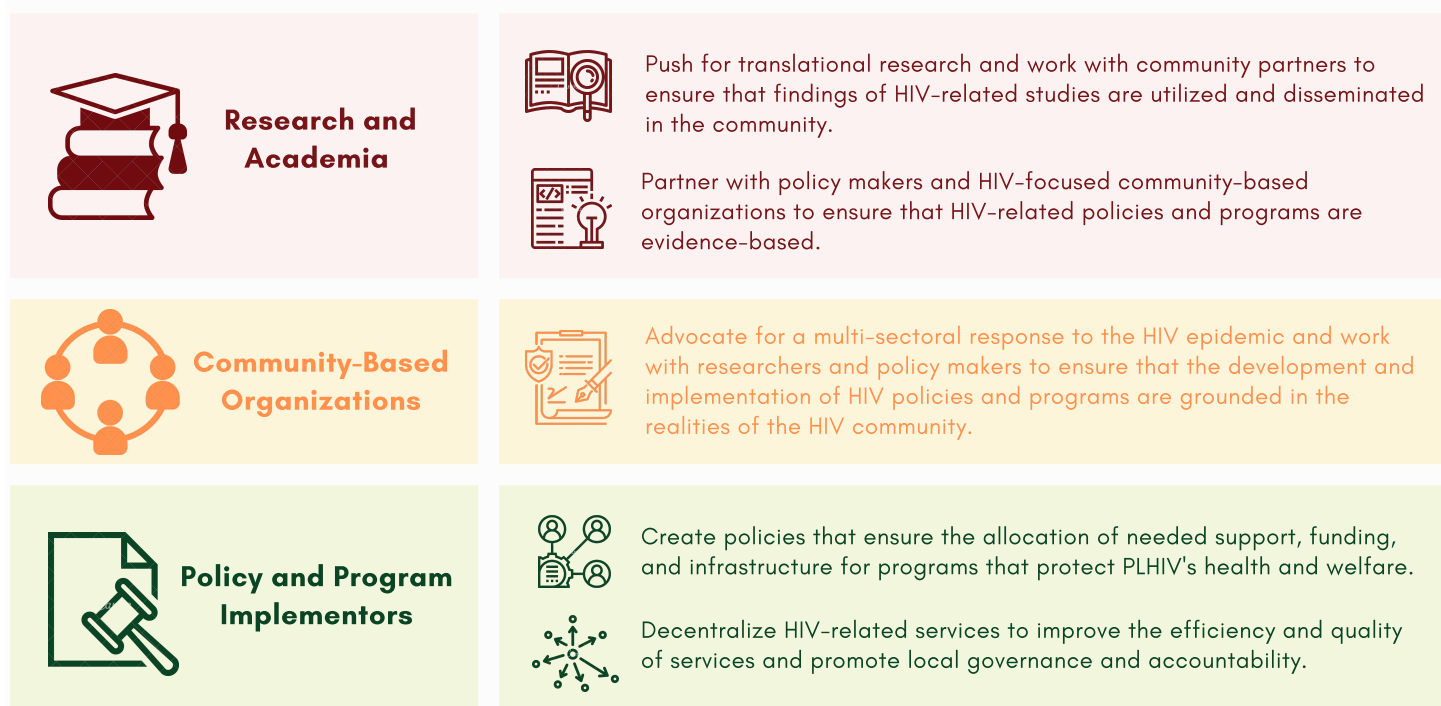 Research and
Academia
Push for translational research and work with community partners to
ensure that findings of HIV-related studies are utilized and disseminated
in the community.
Partner with policy makers and HIV-focused community-based
organizations to ensure that HIV-related policies and programs are
evidence-based.
Community-Based
Organizations
Advocate for a multi-sectoral response to the HIV epidemic and work
with researchers and policy makers to ensure that the development and
implementation of HIV policies and programs are grounded in the
realities of the HIV community.
Policy and Program
Implementors
Create policies that ensure the allocation of needed support, funding,
and infrastructure for programs that protect PLHIV's health and welfare.
Decentralize HIV-related services to improve the efficiency and quality
of services and promote local governance and accountability.